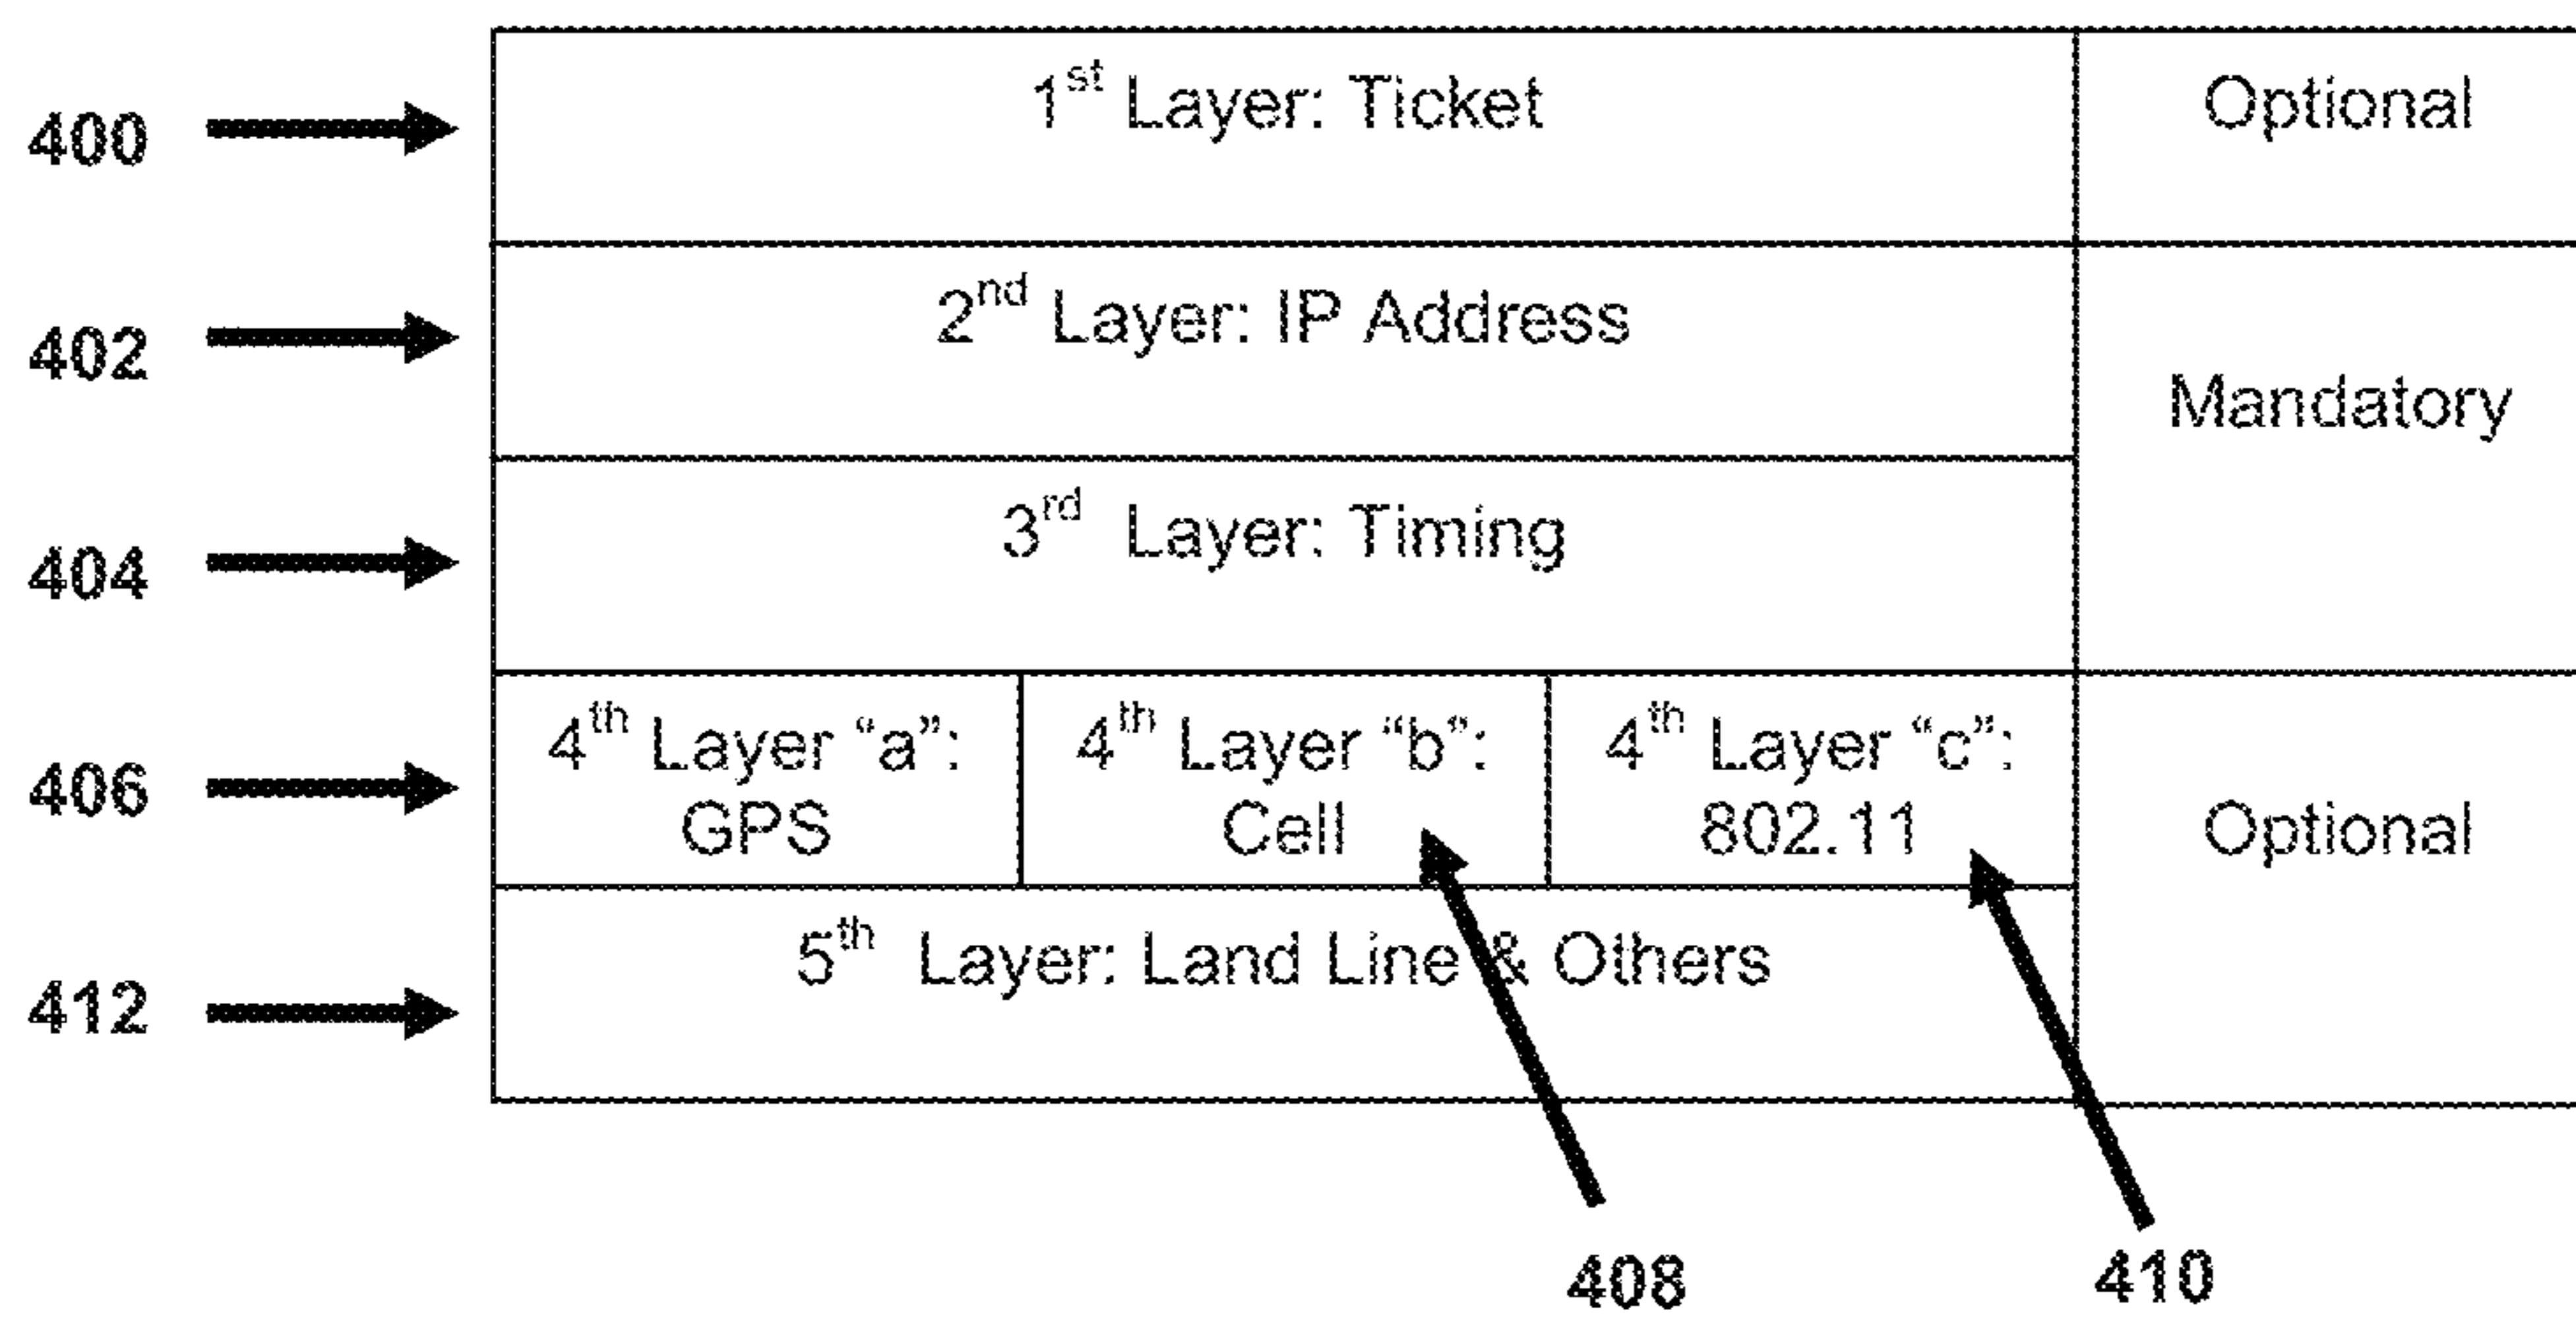 400
1st Layer: Ticket
Optional
402
2nd Layer: IP Address
Mandatory
404
3rd Layer: Timing
406
4th Layer “a”:
GPS
4th Layer “b”:
Cell
4th Layer “c”:
802.11
Optional
412
5th Layer: Land Line & Others
408
410